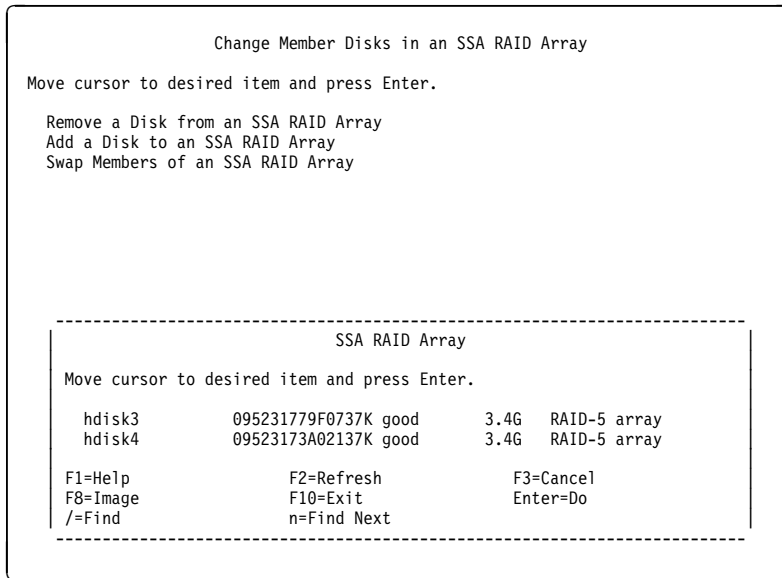 Change Member Disks in an SSA RAID Array
Move cursor to desired item and press Enter.
Remove a Disk from an SSA RAID Array
Add a Disk to an SSA RAID Array
Swap Members of an SSA RAID Array
SSA RAID Array
Move cursor to desired item and press Enter.
hdisk3 095231779F0737K good 3.4G RAID-5 array
hdisk4 09523173A02137K good 3.4G RAID-5 array
F1=Help F2=Refresh F3=Cancel
F8=Image F10=Exit Enter=Do
/=Find n=Find Next